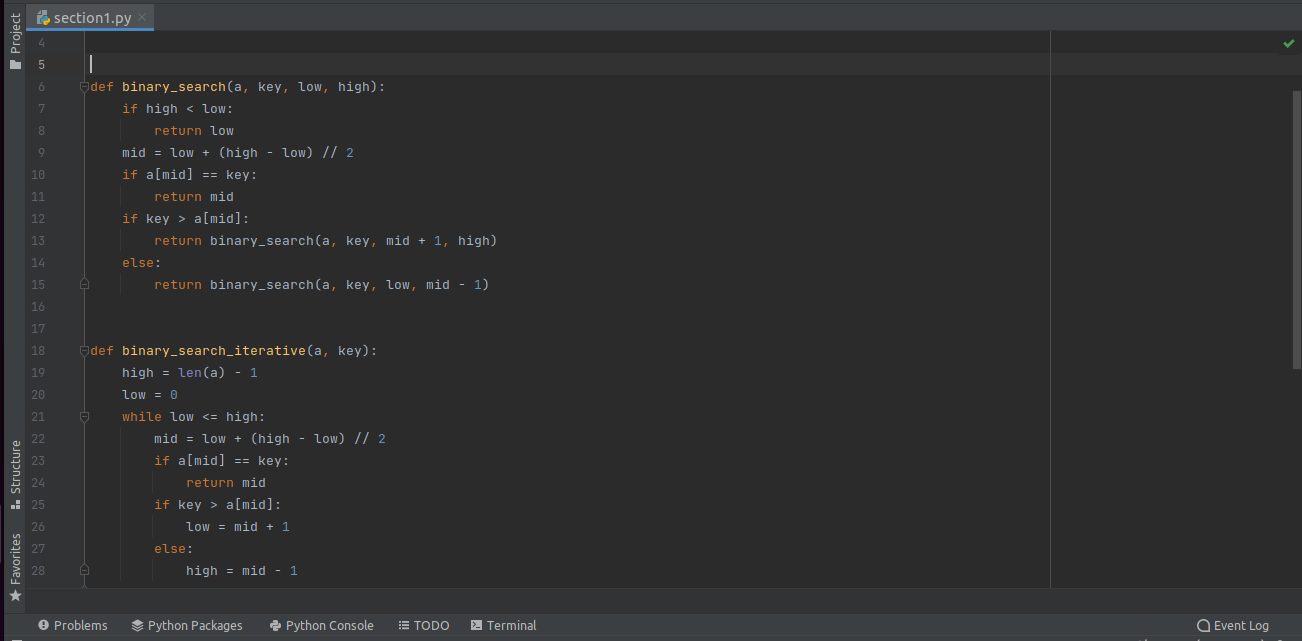 Project
section1.py
4
5
6 def binary_search(a, key, low, high):
7 if high < low:
8 return low
9 mid = low + (high - low) // 2
10 if a[mid] == key:
11 return mid
12 if key > a[mid]:
13 return binary_search(a, key, mid + 1, high)
14 else:
15 return binary_search(a, key, low, mid - 1)
16
17
18 def binary_search_iterative(a, key):
19 high = len(a) - 1
20 low = 0
21 while low <= high:
22 mid = low + (high - low) // 2
23 if a[mid] == key:
24 return mid
25 if key > a[mid]:
26 low = mid + 1
27 else:
28 high = mid - 1
Structure
Favorites
Problems Python Packages Python Console TODO Terminal Event Log